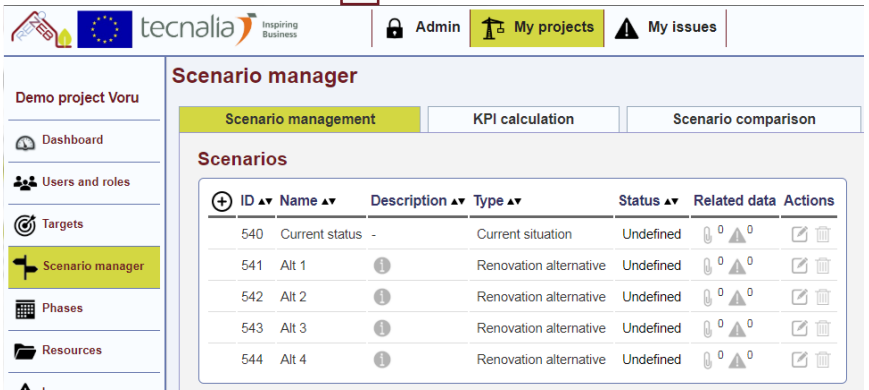 tecnalia Inspiring Business
Admin
My projects
My issues
Demo project Voru
Dashboard
Users and roles
Targets
Scenario manager
Phases
Resources
Scenario manager
Scenario management KPI calculation Scenario comparison
Scenarios
ID Name Description Type Status Related data Actions
540 Current status - Current situation Undefined 0 0
541 Alt 1 Renovation alternative Undefined 0 0
542 Alt 2 Renovation alternative Undefined 0 0
543 Alt 3 Renovation alternative Undefined 0 0
544 Alt 4 Renovation alternative Undefined 0 0